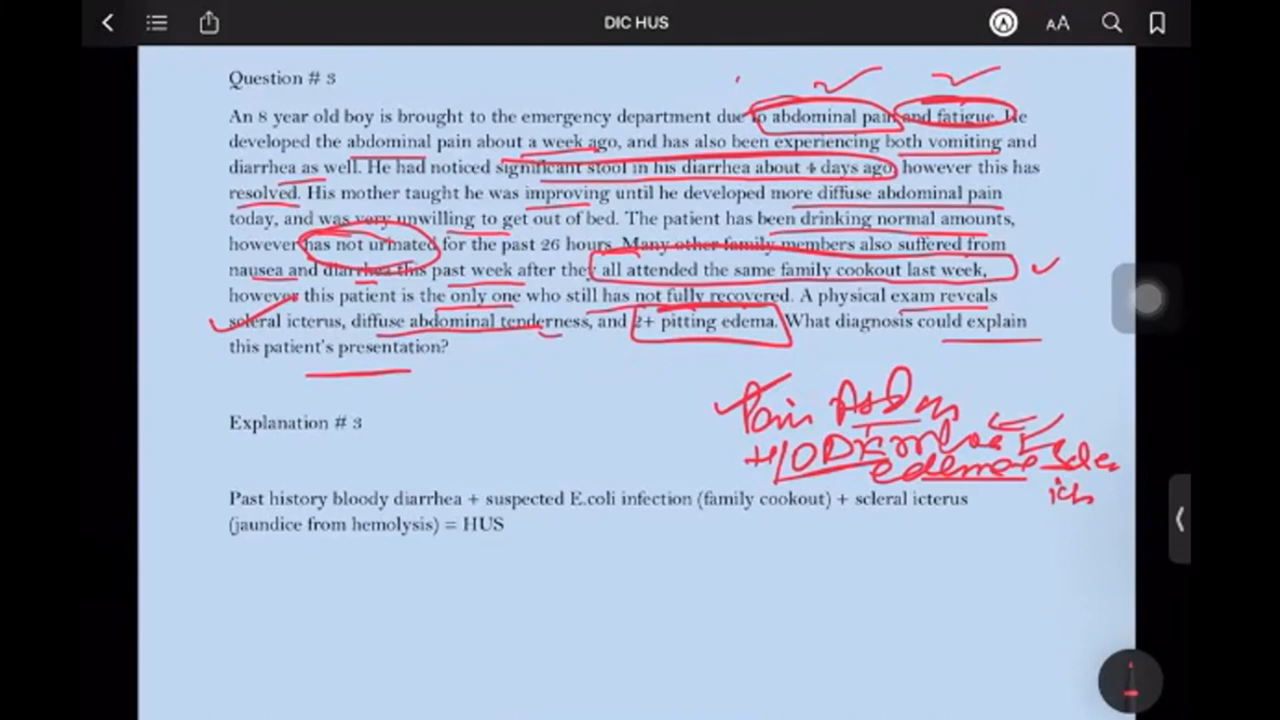 DIC HUS
AA
Question # 3
An 8 year old boy is brought to the emergency department due to abdominal pain and fatigue. He
developed the abdominal pain about a week ago, and has also been experiencing both vomiting and
diarrhea as well. He had noticed significant stool in his diarrhea about 4 days ago, however this has
resolved. His mother taught he was improving until he developed more diffuse abdominal pain
today, and was very unwilling to get out of bed. The patient has been drinking normal amounts,
however has not urinated for the past 26 hours. Many other family members also suffered from
nausea and diarrhea this past week after they all attended the same family cookout last week,
however this patient is the only one who still has not fully recovered. A physical exam reveals
scleral icterus, diffuse abdominal tenderness, and 2+ pitting edema. What diagnosis could explain
this patient's presentation?
Pain Abdm
H/O
edema
Explanation # 3
Past history bloody diarrhea + suspected E.coli infection (family cookout) + scleral icterus
(jaundice from hemolysis) = HUS